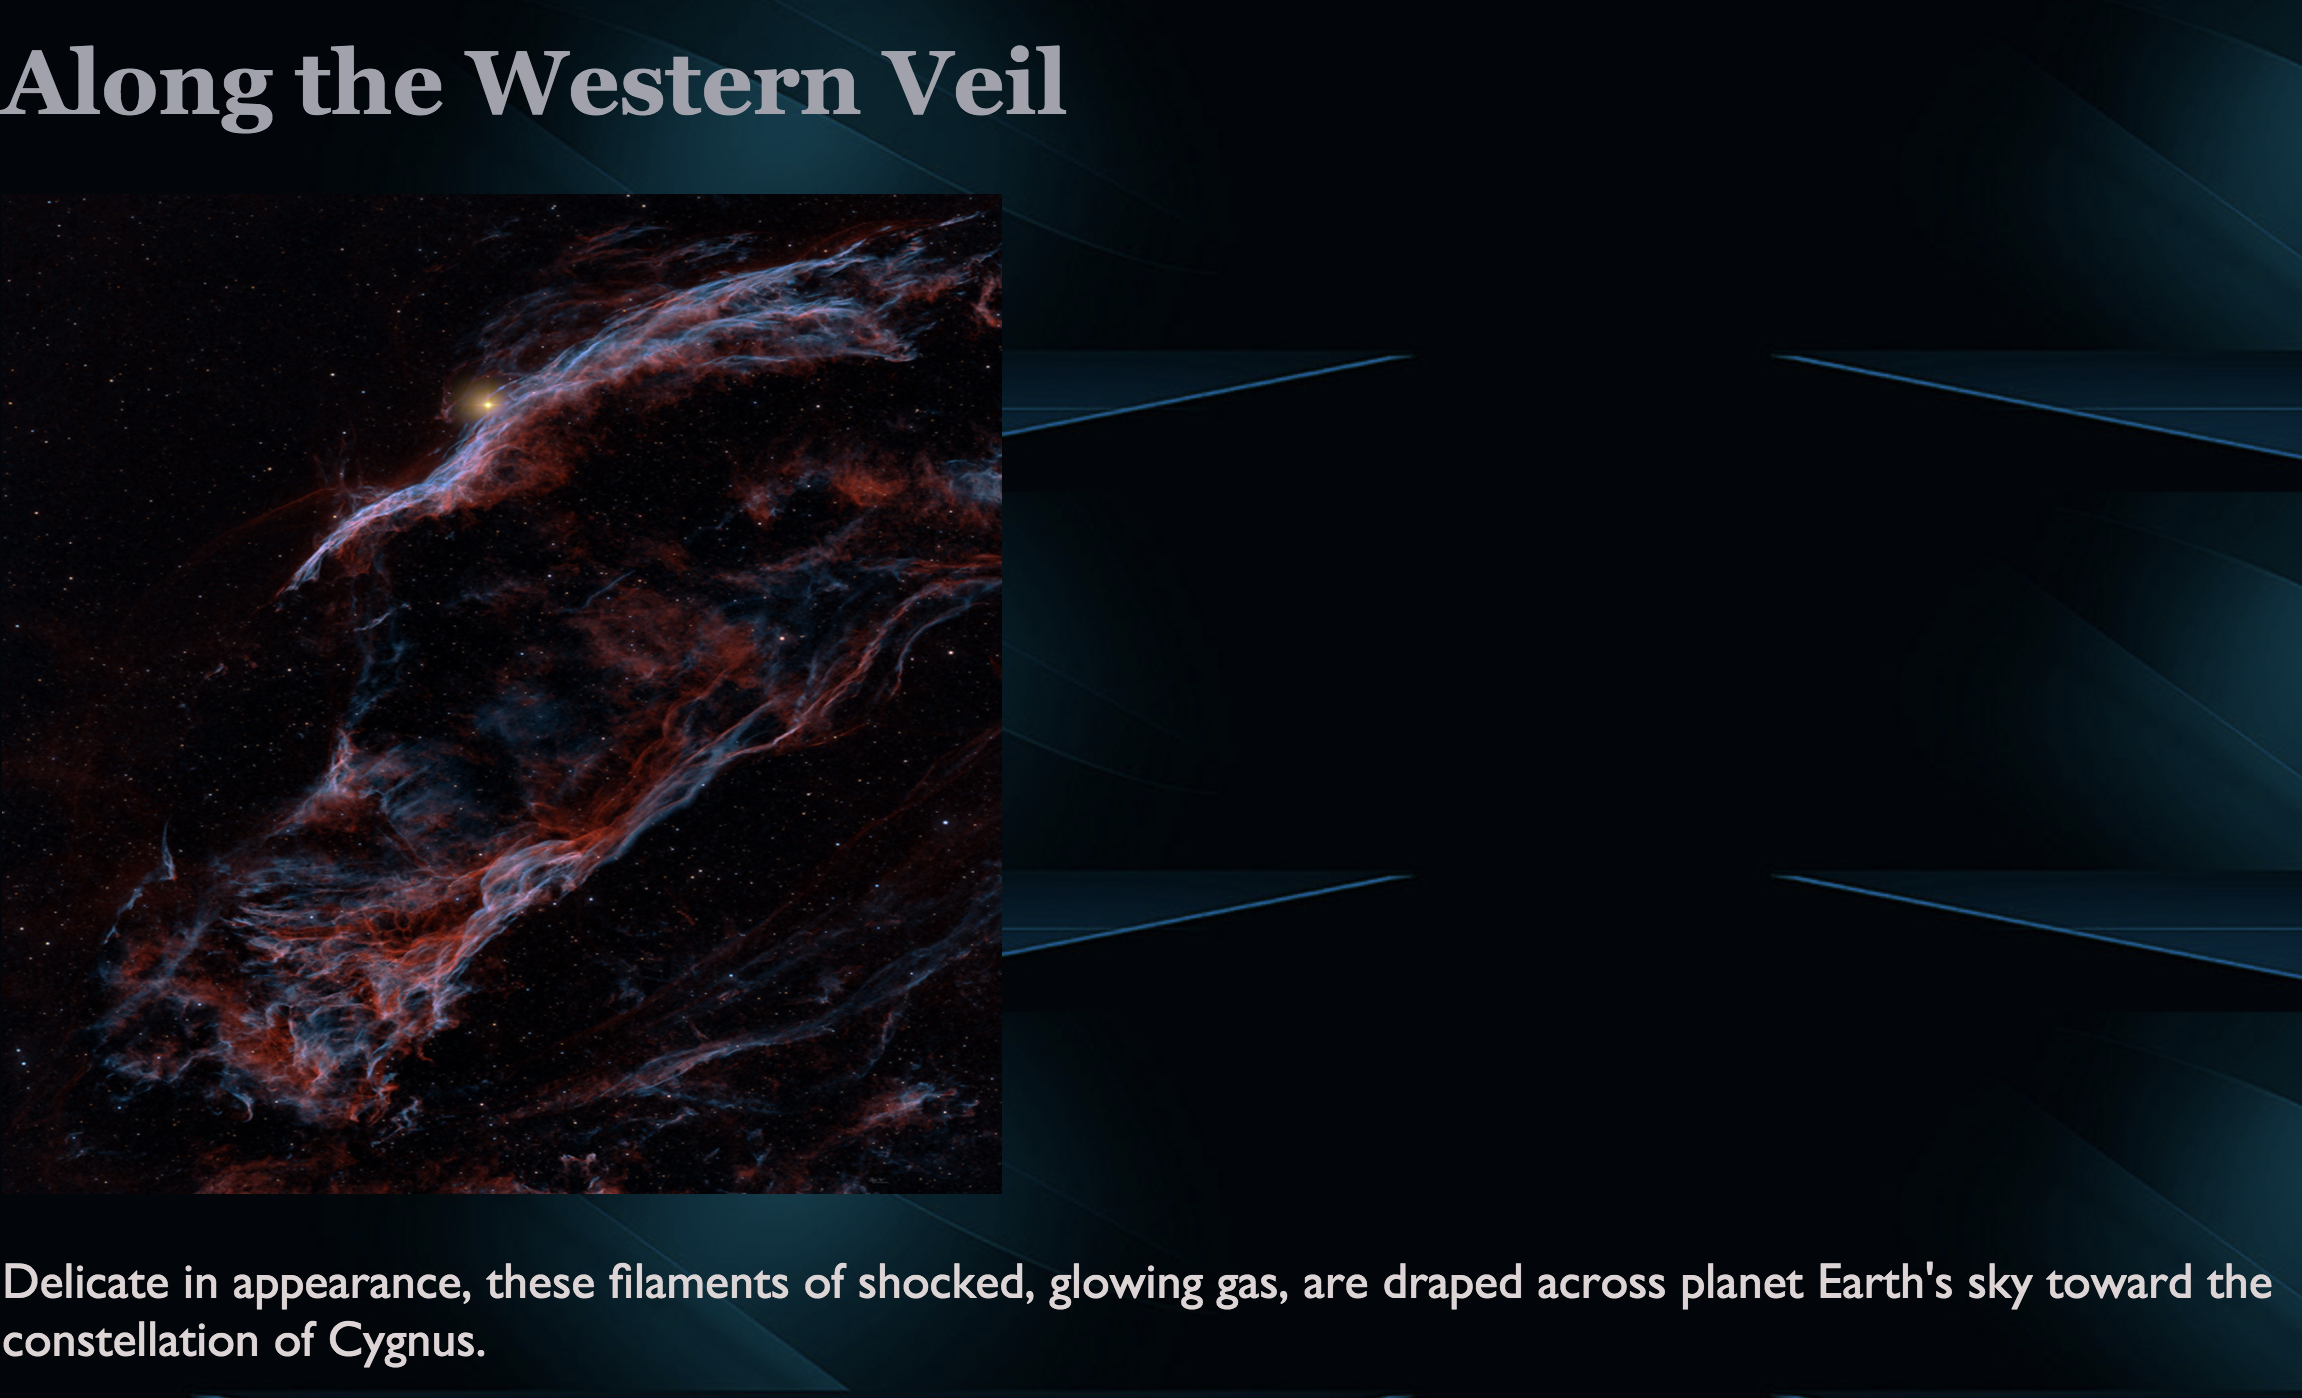 Along the Western Veil
Delicate in appearance, these filaments of shocked, glowing gas, are draped across planet Earth's sky toward the
constellation of Cygnus.